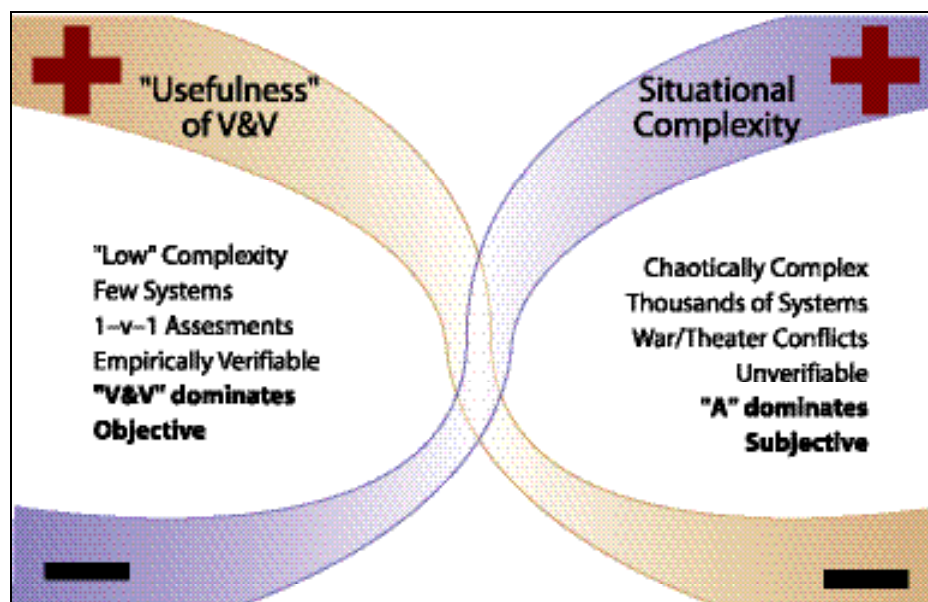 "Usefulness"
of V&V
Situational
Complexity
"Low" Complexity
Few Systems
1-v-1 Assesments
Empirically Verifiable
"V&V" dominates
Objective
Chaotically Complex
Thousands of Systems
War/Theater Conflicts
Unverifiable
"A" dominates
Subjective